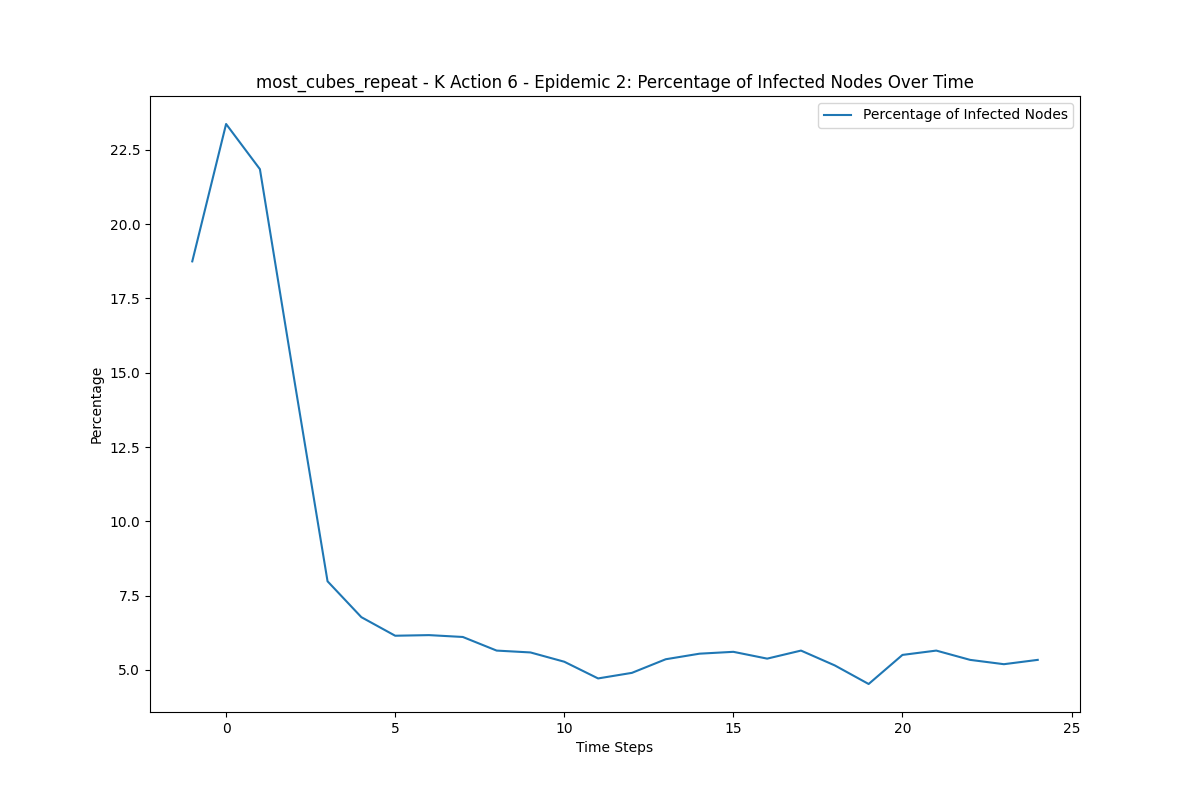 most_cubes_repeat - K Action 6 - Epidemic 2: Percentage of Infected Nodes Over Time
Percentage of Infected Nodes
22.5
20.0
17.5
15.0
12.5
10.0
7.5
5.0
Percentage
0 5 10 15 20 25
Time Steps